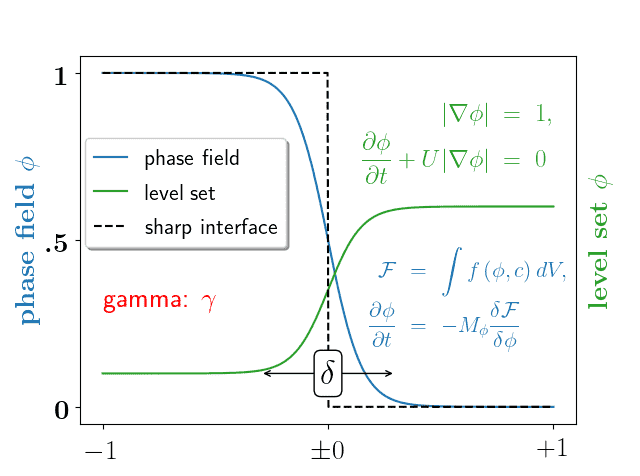 1
.5
0
phase field ϕ
phase field
level set
sharp interface
gamma: γ
|∇ϕ| = 1,
∂ϕ/∂t + U|∇ϕ| = 0
ℱ = ∫ f (ϕ, c) dV,
∂ϕ/∂t = −M_ϕ δℱ/δϕ
δ
level set ϕ
−1
±0
+1